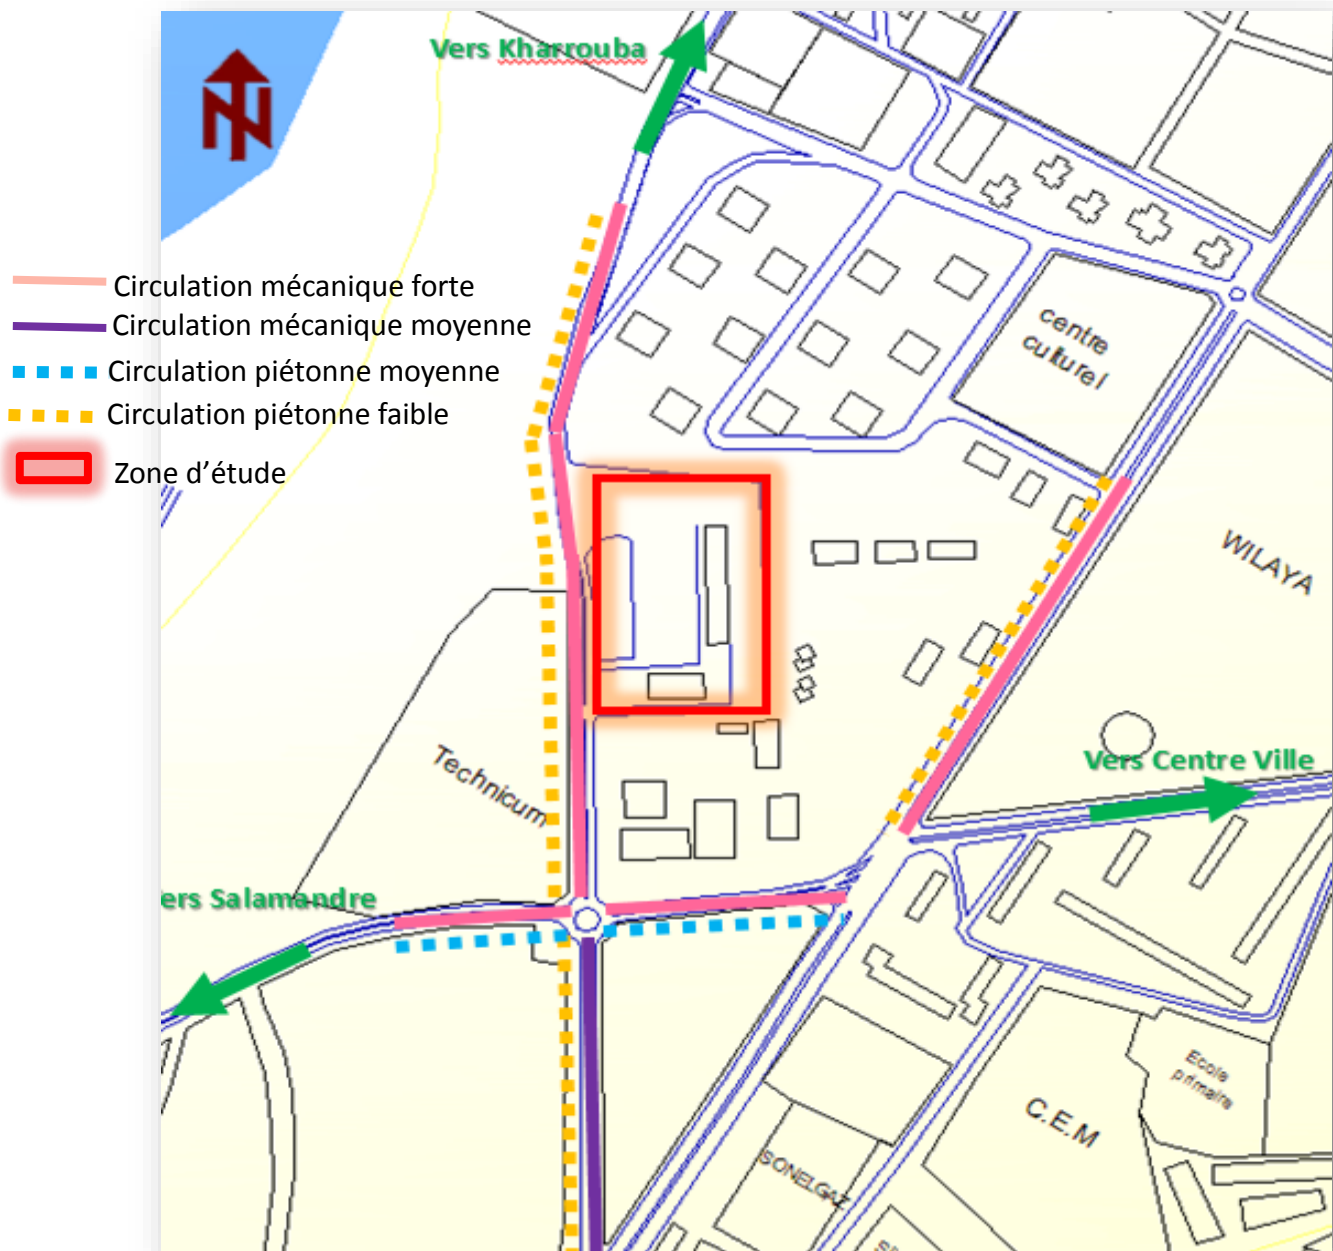 Vers Kharrouba
N
Circulation mécanique forte
Circulation mécanique moyenne
Circulation piétonne moyenne
Circulation piétonne faible
Zone d’étude
centre
culturel
WILAYA
Technicum
Vers Centre Ville
ers Salamandre
Ecole
primaire
C.E.M
SONELGAZ